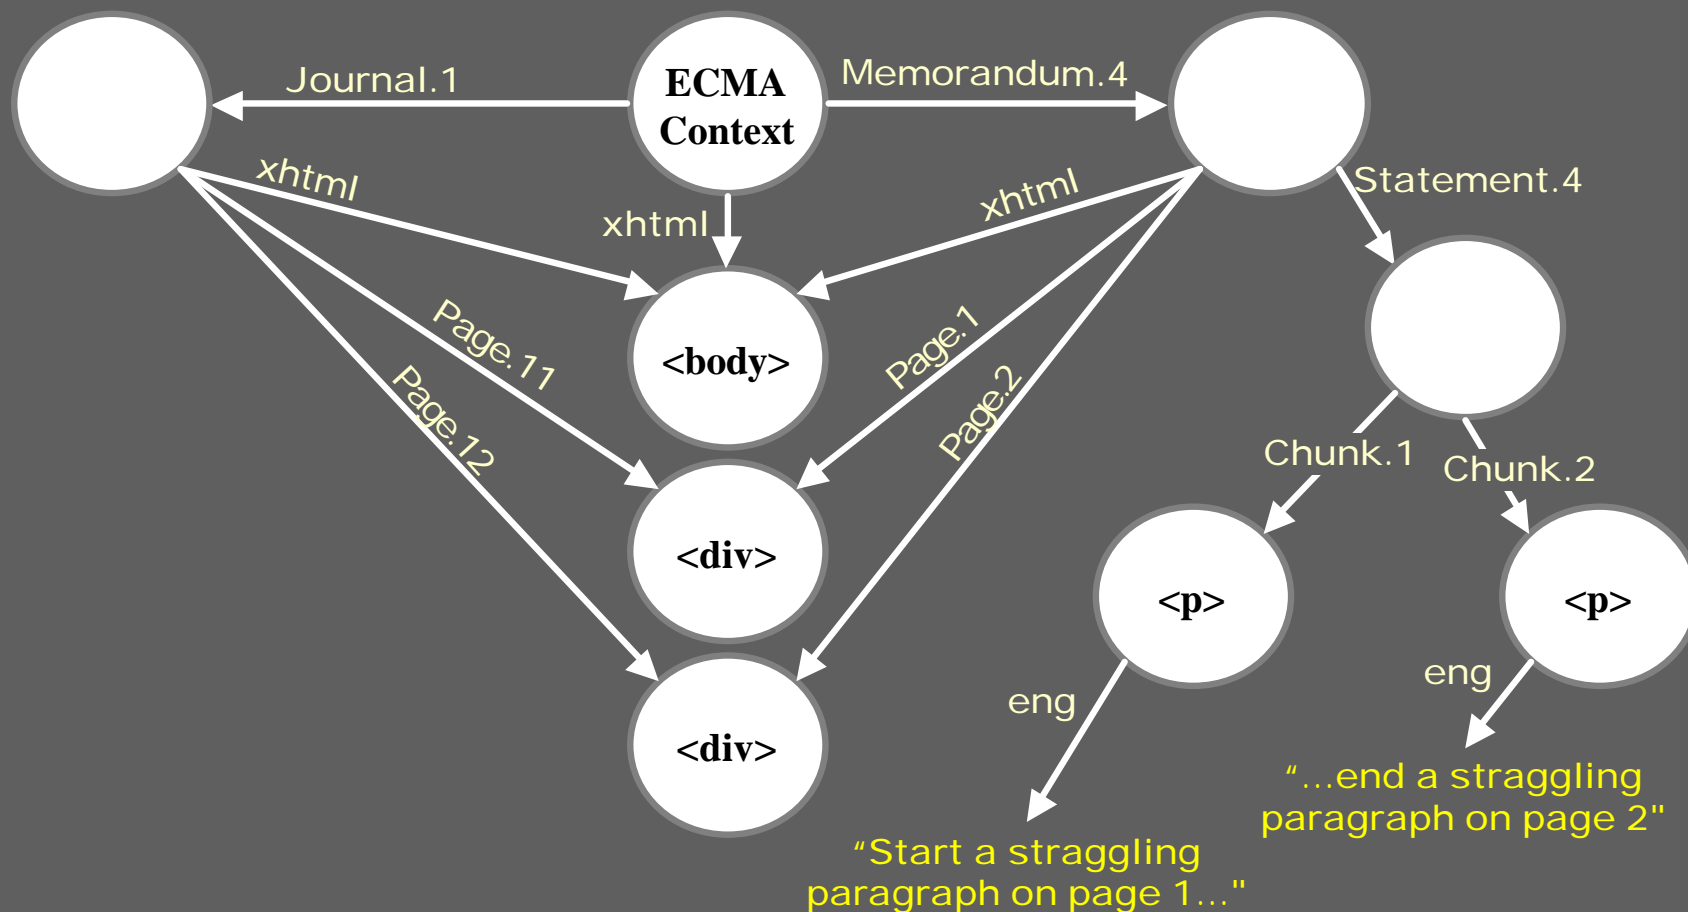 Journal.1
ECMA
Context
Memorandum.4
xhtml
xhtml
xhtml
Statement.4
Page.11
Page.12
<body>
Page.1
Page.2
Chunk.1
Chunk.2
<div>
<p>
<p>
<div>
eng
eng
“...end a straggling
paragraph on page 2"
“Start a straggling
paragraph on page 1..."